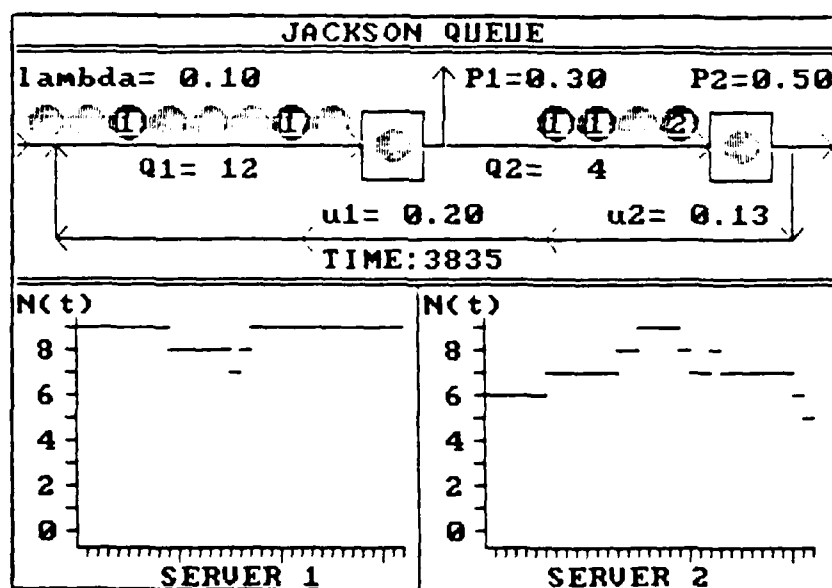 JACKSON QUEUE
lambda= 0.10 P1=0.30 P2=0.50
1 1 1 1 2
Q1= 12 Q2= 4
u1= 0.20 u2= 0.13
TIME:3835
N(t) N(t)
8 8
6 6
4 4
2 2
0 0
SERVER 1 SERVER 2